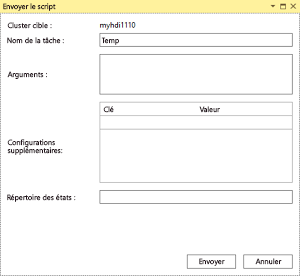 Envoyer le script
Cluster cible : myhdi1110
Nom de la tâche : Temp
Arguments :
Clé Valeur
Configurations
supplémentaires:
Répertoire des états :
Envoyer Annuler